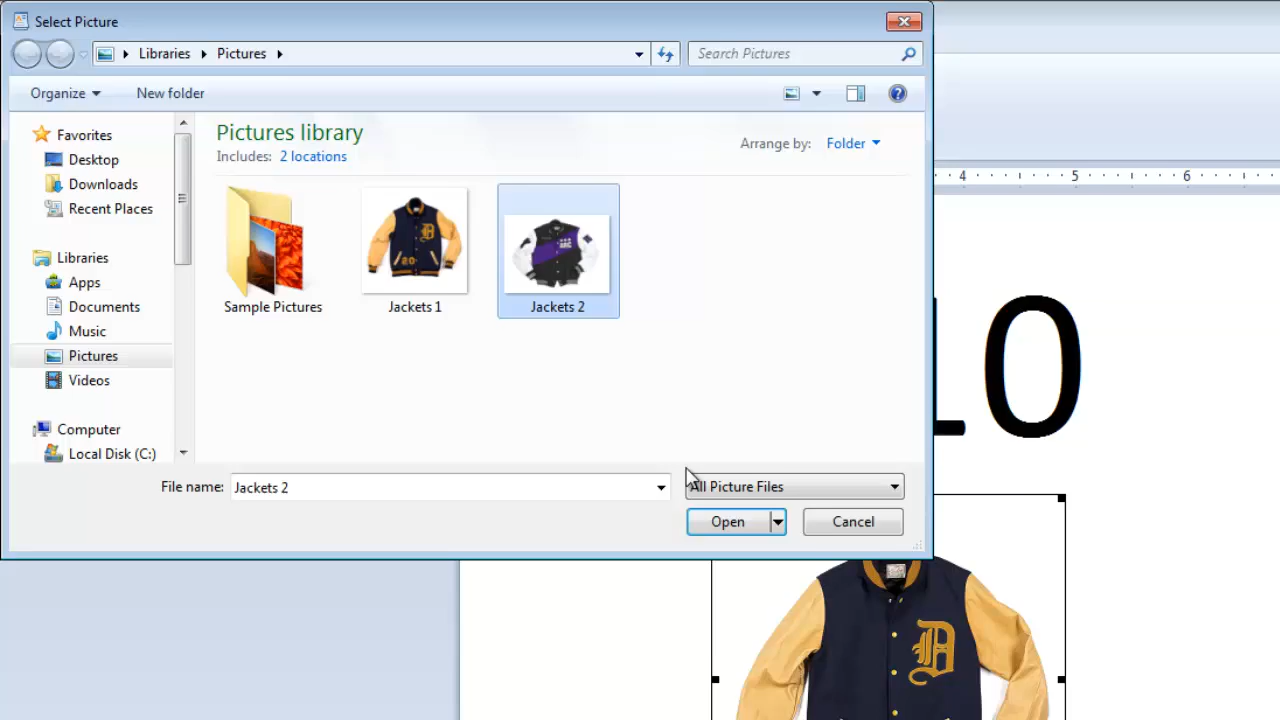 Select Picture
Libraries Pictures
Search Pictures
Organize New folder
Favorites
Desktop
Downloads
Recent Places
Libraries
Apps
Documents
Music
Pictures
Videos
Computer
Local Disk (C:)
Pictures library
Includes: 2 locations
Arrange by: Folder
Sample Pictures
Jackets 1
Jackets 2
File name: Jackets 2
All Picture Files
Open
Cancel
4 5 6
0
D